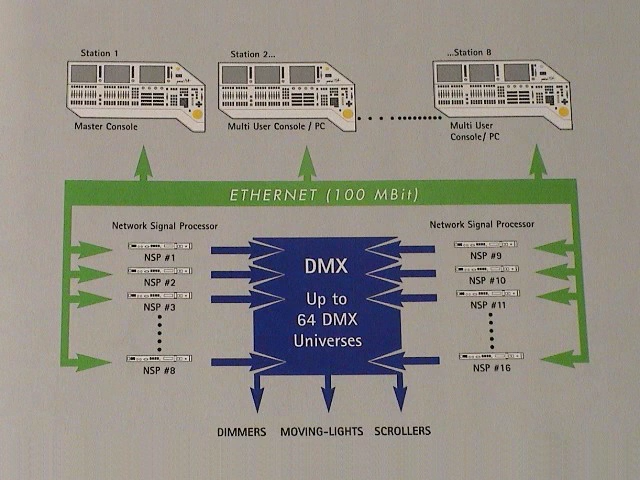 Station 1
Station 2...
...Station 8
Master Console
Multi User Console / PC
Multi User
Console/ PC
ETHERNET (100 MBit)
Network Signal Processor
Network Signal Processor
NSP #1
NSP #2
NSP #3
NSP #8
DMX
Up to
64 DMX
Universes
NSP #9
NSP #10
NSP #11
NSP #16
DIMMERS
MOVING-LIGHTS
SCROLLERS